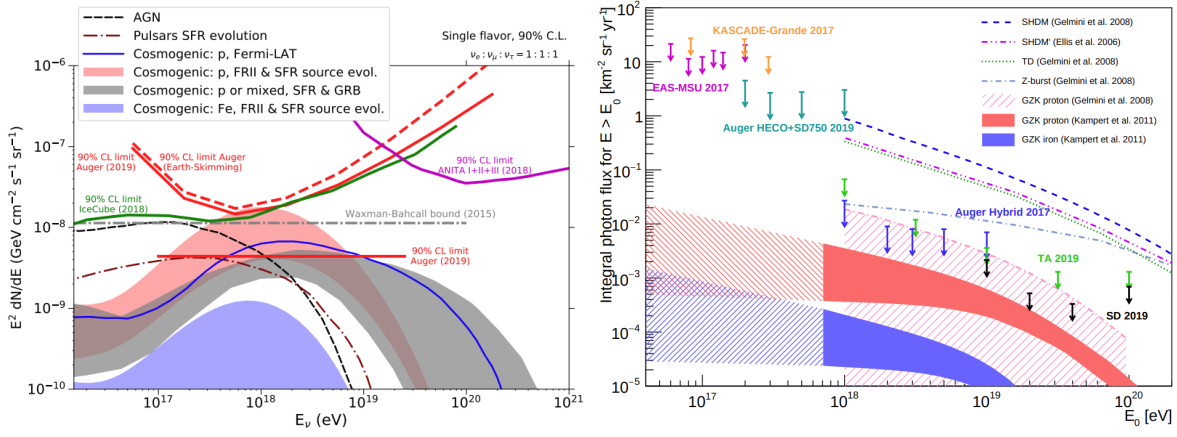 AGN
Pulsars SFR evolution
Cosmogenic: p, Fermi-LAT
Cosmogenic: p, FRII & SFR source evol.
Cosmogenic: p or mixed, SFR & GRB
Cosmogenic: Fe, FRII & SFR source evol.
Single flavor, 90% C.L.
νe : νμ : ντ = 1 : 1 : 1
90% CL limit
Auger (2019)
90% CL limit Auger
(Earth-Skimming)
90% CL limit
ANITA I+II+III (2018)
90% CL limit
IceCube (2018)
Waxman-Bahcall bound (2015)
90% CL limit
Auger (2019)
E² dN/dE (GeV cm⁻² s⁻¹ sr⁻¹)
10⁻⁶
10⁻⁷
10⁻⁸
10⁻⁹
10⁻¹⁰
10¹⁷ 10¹⁸ 10¹⁹ 10²⁰ 10²¹
Eν (eV)
Integral photon flux for E > E₀ [km⁻² sr⁻¹ yr⁻¹]
10²
10
1
10⁻¹
10⁻²
10⁻³
10⁻⁴
10⁻⁵
KASCADE-Grande 2017
EAS-MSU 2017
Auger HECO+SD750 2019
SHDM (Gelmini et al. 2008)
SHDM' (Ellis et al. 2006)
TD (Gelmini et al. 2008)
Z-burst (Gelmini et al. 2008)
GZK proton (Gelmini et al. 2008)
GZK proton (Kampert et al. 2011)
GZK iron (Kampert et al. 2011)
Auger Hybrid 2017
TA 2019
SD 2019
10¹⁷ 10¹⁸ 10¹⁹ 10²⁰
E₀ [eV]